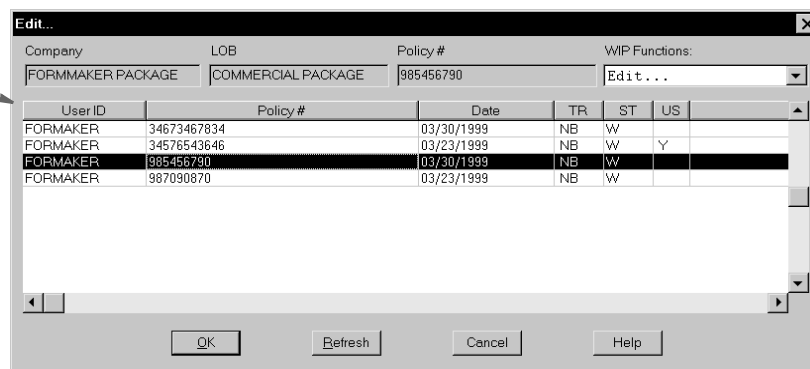 Edit...
Company LOB Policy # WIP Functions:
FORMMAKER PACKAGE COMMERCIAL PACKAGE 985456790 Edit...
User ID Policy # Date TR ST US
FORMAKER 34673467834 03/30/1999 NB W
FORMAKER 34576543646 03/23/1999 NB W Y
FORMAKER 985456790 03/30/1999 NB W
FORMAKER 987090870 03/23/1999 NB W
OK Refresh Cancel Help